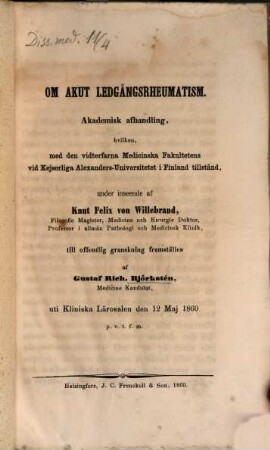 Diss. med. 11/4
OM AKUT LEDGÅNGSRHEUMATISM.
Akademisk afhandling,
hvilken,
med den vidterfarna Medicinska Fakultetens
vid Kejserliga Alexanders-Universitetet i Finland tillstånd,
under inseende af
Knut Felix von Willebrand,
Filosofie Magister, Medicine och Kirurgie Doktor,
Professor i allmän Pathologi och Medicinsk Klinik,
till offentlig granskning framställes
af
Gustaf Rich. Björkstén,
Medicinæ Kandidat,
uti Kliniska Lärosalen den 12 Maj 1860
p. v. t. f. m.
Helsingfors, J. C. Frenckell & Son, 1860.